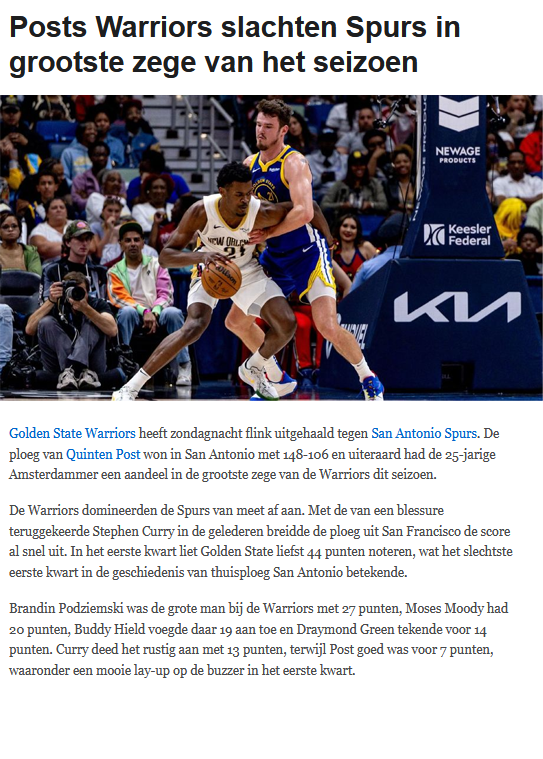 Posts Warriors slachten Spurs in
grootste zege van het seizoen
NEWAGE
PRODUCTS
Keesler
Federal
KIA
NEW ORLEANS
21
Golden State Warriors heeft zondagnacht flink uitgehaald tegen San Antonio Spurs. De
ploeg van Quinten Post won in San Antonio met 148-106 en uiteraard had de 25-jarige
Amsterdammer een aandeel in de grootste zege van de Warriors dit seizoen.
De Warriors domineerden de Spurs van meet af aan. Met de van een blessure
teruggekeerde Stephen Curry in de gelederen breidde de ploeg uit San Francisco de score
al snel uit. In het eerste kwart liet Golden State liefst 44 punten noteren, wat het slechtste
eerste kwart in de geschiedenis van thuisploeg San Antonio betekende.
Brandin Podziemski was de grote man bij de Warriors met 27 punten, Moses Moody had
20 punten, Buddy Hield voegde daar 19 aan toe en Draymond Green tekende voor 14
punten. Curry deed het rustig aan met 13 punten, terwijl Post goed was voor 7 punten,
waaronder een mooie lay-up op de buzzer in het eerste kwart.